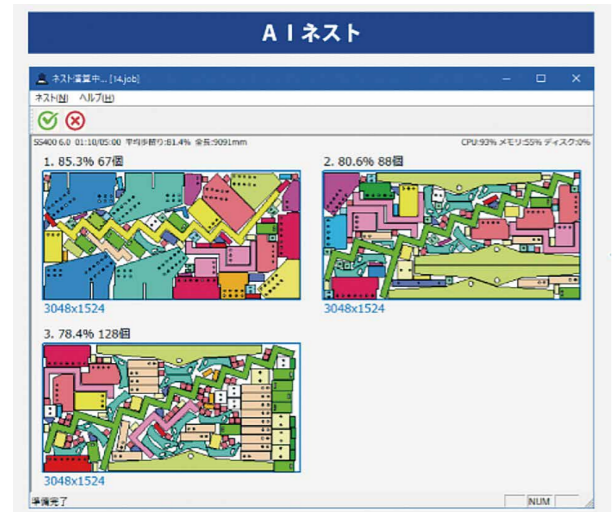 AIネスト
ネスト演算中... [14.job]
ネスト(N) ヘルプ(H)
SS400 6.0 01:10/05:00 平均歩留り:81.4% 全長:9091mm CPU:93% メモリ:55% ディスク:0%
1. 85.3% 67個
2. 80.6% 88個
3048x1524
3048x1524
3. 78.4% 128個
3048x1524
準備完了
NUM